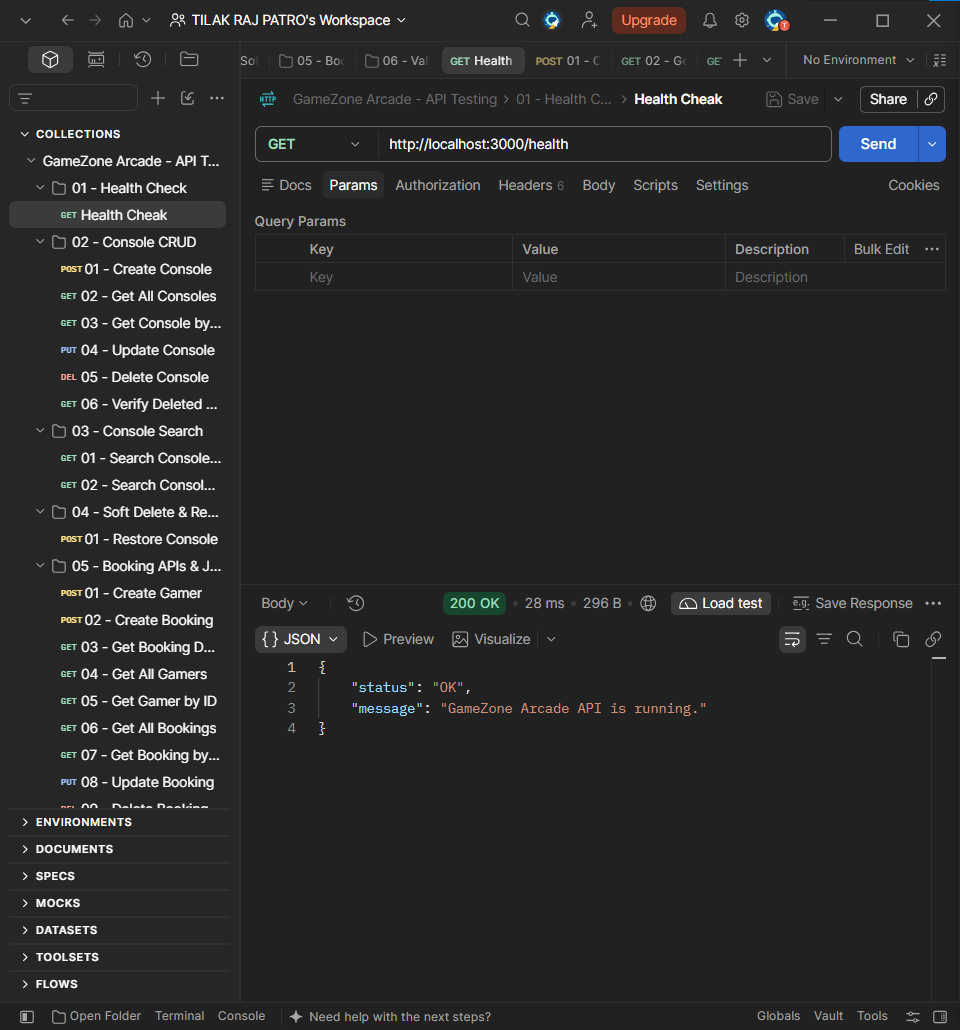 TILAK RAJ PATRO's Workspace
Upgrade
T
05 - Bo
06 - Val
GET Health
POST 01 - C
GET 02 - Ge
GET
No Environment
HTTP
GameZone Arcade - API Testing > 01 - Health C... > Health Cheak
Save
Share
COLLECTIONS
GET
http://localhost:3000/health
Send
GameZone Arcade - API T...
01 - Health Check
GET Health Cheak
02 - Console CRUD
POST 01 - Create Console
GET 02 - Get All Consoles
GET 03 - Get Console by...
PUT 04 - Update Console
DEL 05 - Delete Console
GET 06 - Verify Deleted ...
03 - Console Search
GET 01 - Search Console...
GET 02 - Search Consol...
04 - Soft Delete & Re...
POST 01 - Restore Console
05 - Booking APIs & J...
POST 01 - Create Gamer
POST 02 - Create Booking
GET 03 - Get Booking D...
GET 04 - Get All Gamers
GET 05 - Get Gamer by ID
GET 06 - Get All Bookings
GET 07 - Get Booking by...
PUT 08 - Update Booking
DEL 09 - Delete Booking
ENVIRONMENTS
DOCUMENTS
SPECS
MOCKS
DATASETS
TOOLSETS
FLOWS
Docs Params Authorization Headers 6 Body Scripts Settings Cookies
Query Params
Key Value Description Bulk Edit
Key Value Description
Body
200 OK • 28 ms • 296 B
Load test
e.g. Save Response
{} JSON
Preview
Visualize
1 {
2 "status": "OK",
3 "message": "GameZone Arcade API is running."
4 }
Open Folder Terminal Console
Need help with the next steps?
Globals Vault Tools